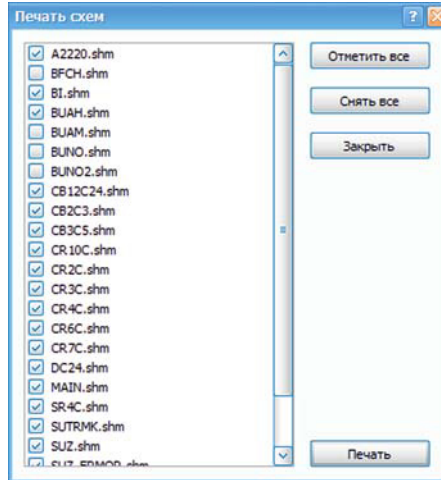 Печать схем
A2220.shm
BFCH.shm
BI.shm
BUAH.shm
BUAM.shm
BUNO.shm
BUNO2.shm
CB12C24.shm
CB2C3.shm
CB3C5.shm
CR10C.shm
CR2C.shm
CR3C.shm
CR4C.shm
CR6C.shm
CR7C.shm
DC24.shm
MAIN.shm
SR4C.shm
SUTRMK.shm
SUZ.shm
Отметить все
Снять все
Закрыть
Печать